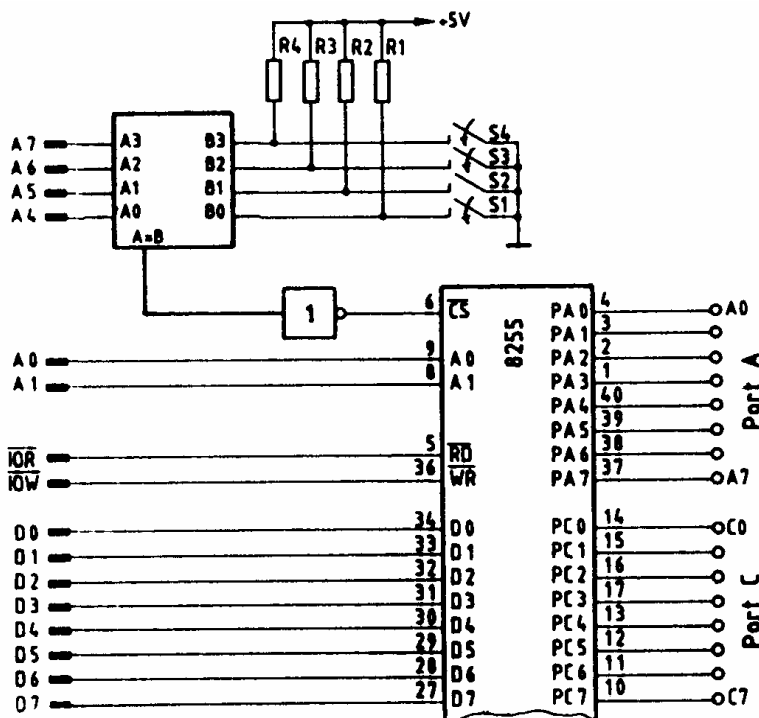 +5V
R4 R3 R2 R1
A7 A3 B3 S4
A6 A2 B2 S3
A5 A1 B1 S2
A4 A0 B0 S1
A=B
1
8255
6 CS
A0 9 A0
A1 8 A1
IOR 5 RD
IOW 36 WR
D0 34 D0
D1 33 D1
D2 32 D2
D3 31 D3
D4 30 D4
D5 29 D5
D6 28 D6
D7 27 D7
PA0 4 A0
PA1 3
PA2 2
PA3 1
PA4 40
PA5 39
PA6 38
PA7 37 A7
Port A
PC0 14 C0
PC1 15
PC2 16
PC3 17
PC4 13
PC5 12
PC6 11
PC7 10 C7
Port C